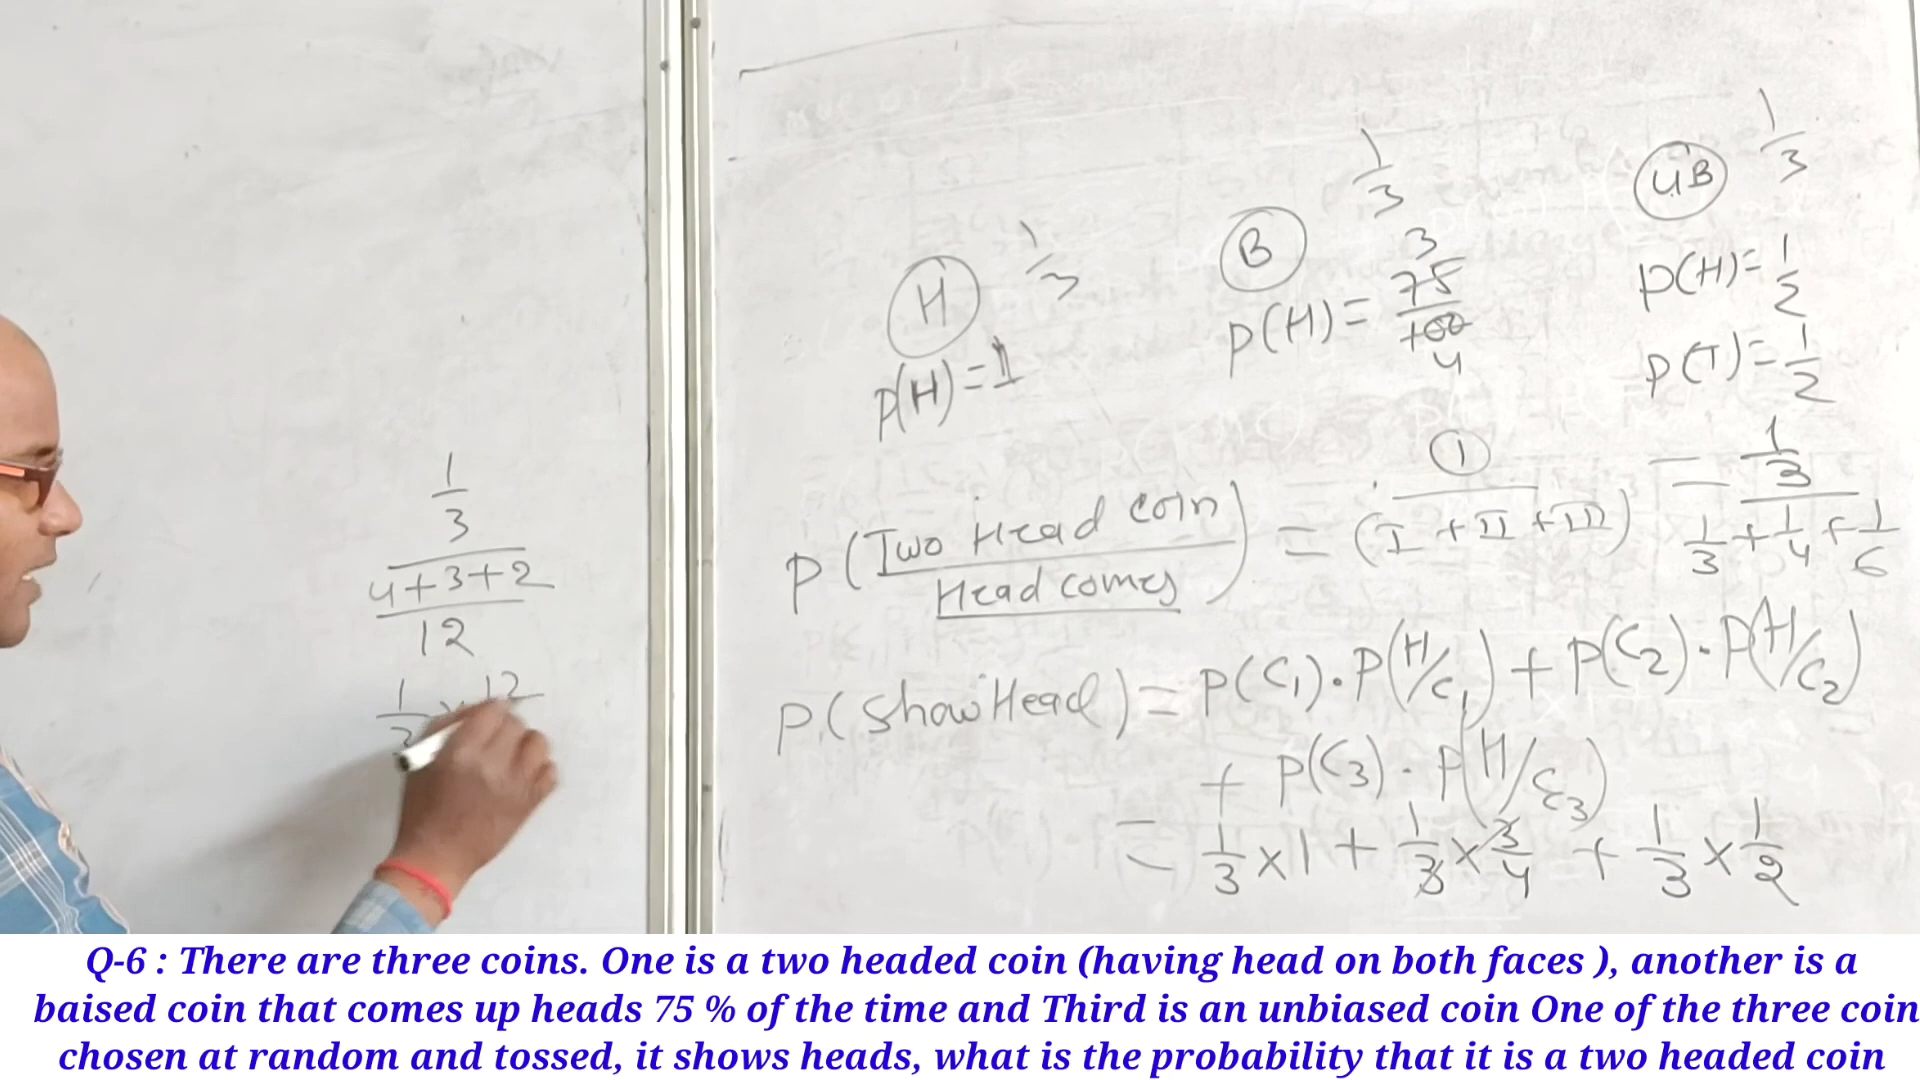 1/3
1/3
1/3
H
B
UB
P(H)=1
P(H)= 3 75/100 4
P(H)=1/2
P(T)=1/2
P(Two Head coin/Head comes) = 1/(I+II+III) = 1/3 / 1/3+1/4+1/6
P(Show Head)= P(C1).P(H/C1)+P(C2).P(H/C2)
+ P(C3).P(H/C3)
= 1/3×1+1/3×3/4+1/3×1/2
1/3
4+3+2
12
1/3 × 12
Q-6 : There are three coins. One is a two headed coin (having head on both faces ), another is a
baised coin that comes up heads 75 % of the time and Third is an unbiased coin One of the three coin
chosen at random and tossed, it shows heads, what is the probability that it is a two headed coin